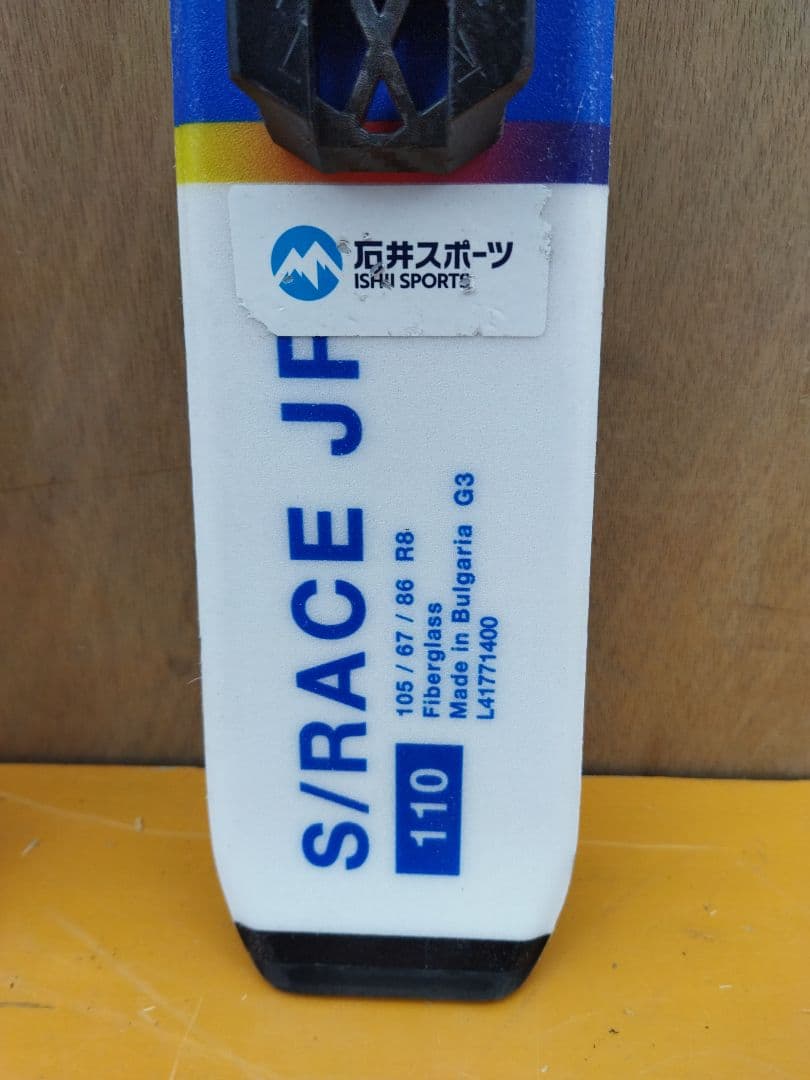 石井スポーツ
ISHII SPORTS
S/RACE J
105 / 67 / 86 R8
Fiberglass
Made in Bulgaria G3
L41771400
110